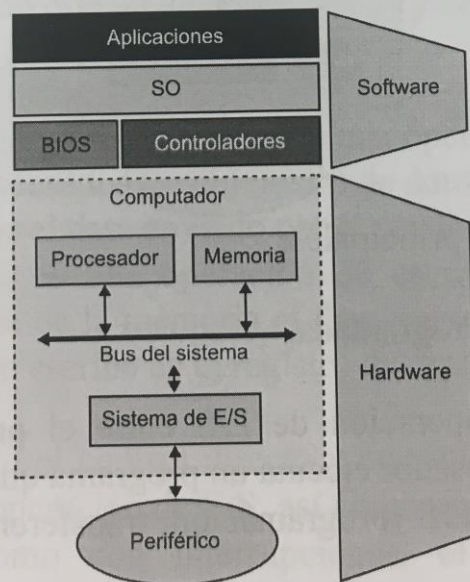 Aplicaciones
SO
Software
BIOS
Controladores
Computador
Procesador
Memoria
Bus del sistema
Hardware
Sistema de E/S
Periférico